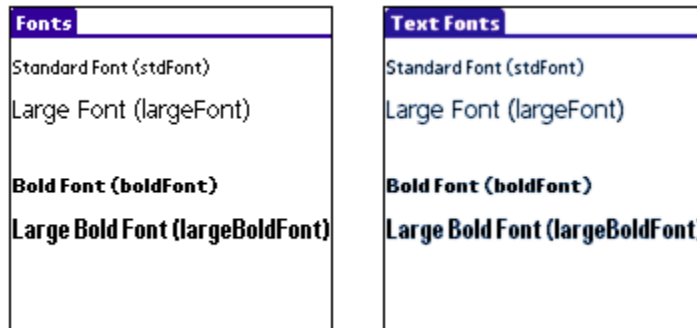 Fonts
Standard Font (stdFont)
Large Font (largeFont)
Bold Font (boldFont)
Large Bold Font (largeBoldFont)
Text Fonts
Standard Font (stdFont)
Large Font (largeFont)
Bold Font (boldFont)
Large Bold Font (largeBoldFont)